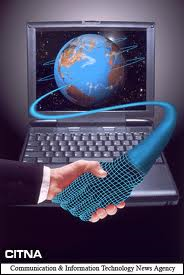 CITNA
Communication & Information Technology News Agency